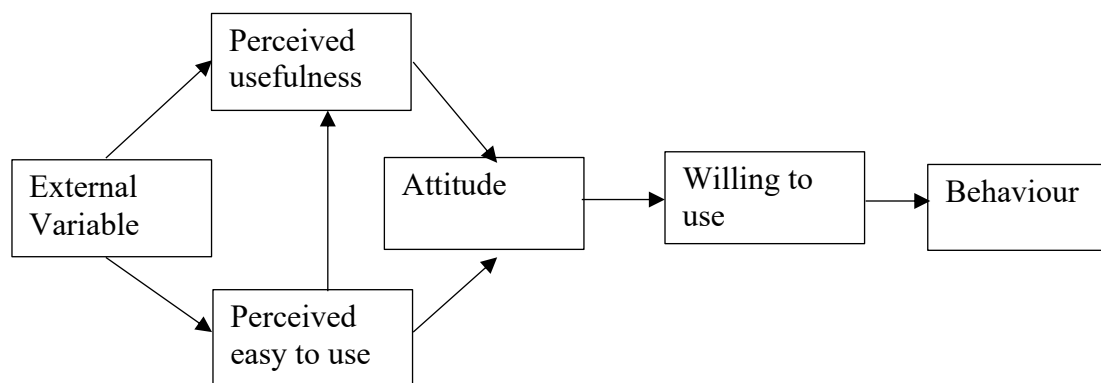 Perceived
usefulness
External
Variable
Attitude
Willing to
use
Behaviour
Perceived
easy to use